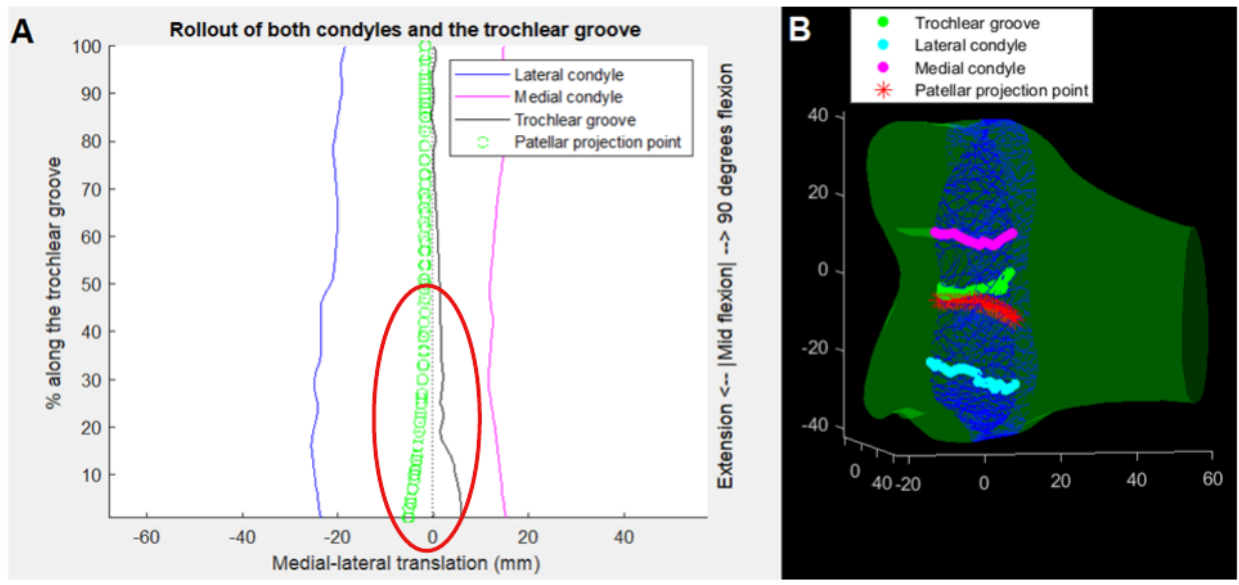 A
Rollout of both condyles and the trochlear groove
Lateral condyle
Medial condyle
Trochlear groove
Patellar projection point
% along the trochlear groove
100
90
80
70
60
50
40
30
20
10
-60
-40
-20
0
20
40
Medial-lateral translation (mm)
Extension <-- |Mid flexion| --> 90 degrees flexion
B
Trochlear groove
Lateral condyle
Medial condyle
Patellar projection point
40
20
0
-20
-40
0
40
-20
0
20
40
60